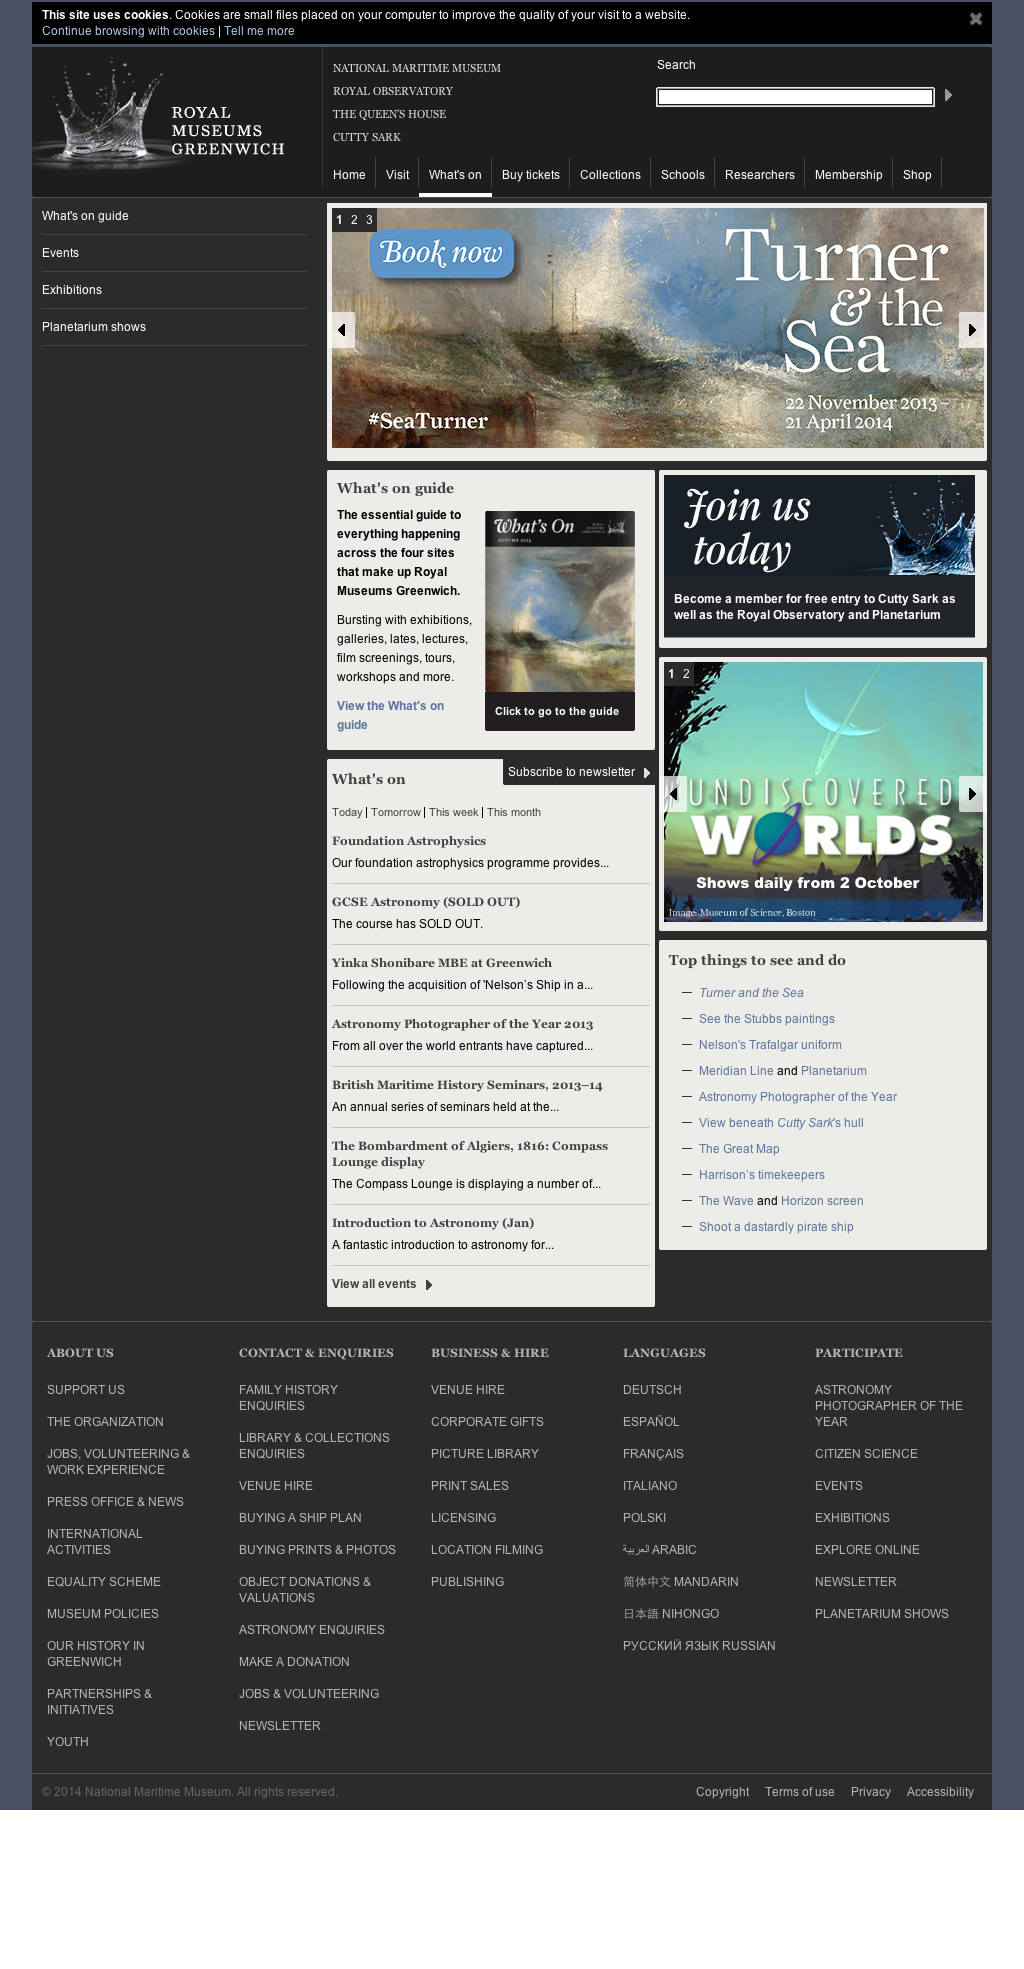 This site uses cookies. Cookies are small files placed on your computer to improve the quality of your visit to a website.
Continue browsing with cookies | Tell me more
ROYAL
MUSEUMS
GREENWICH
NATIONAL MARITIME MUSEUM
ROYAL OBSERVATORY
THE QUEEN'S HOUSE
CUTTY SARK
Search
Home Visit What's on Buy tickets Collections Schools Researchers Membership Shop
What's on guide
Events
Exhibitions
Planetarium shows
1 2 3
Book now
Turner
& the
Sea
22 November 2013 –
21 April 2014
#SeaTurner
What's on guide
The essential guide to
everything happening
across the four sites
that make up Royal
Museums Greenwich.
Bursting with exhibitions,
galleries, lates, lectures,
film screenings, tours,
workshops and more.
View the What's on
guide
What's On
ROYAL
MUSEUMS
GREENWICH
AUTUMN 2013
Click to go to the guide
Join us
today
Become a member for free entry to Cutty Sark as
well as the Royal Observatory and Planetarium
1 2
UNDISCOVERED
WORLDS
Shows daily from 2 October
Image: Museum of Science, Boston
What's on
Subscribe to newsletter
Today | Tomorrow | This week | This month
Foundation Astrophysics
Our foundation astrophysics programme provides...
GCSE Astronomy (SOLD OUT)
The course has SOLD OUT.
Yinka Shonibare MBE at Greenwich
Following the acquisition of 'Nelson's Ship in a...
Astronomy Photographer of the Year 2013
From all over the world entrants have captured...
British Maritime History Seminars, 2013–14
An annual series of seminars held at the...
The Bombardment of Algiers, 1816: Compass
Lounge display
The Compass Lounge is displaying a number of...
Introduction to Astronomy (Jan)
A fantastic introduction to astronomy for...
View all events
Top things to see and do
— Turner and the Sea
— See the Stubbs paintings
— Nelson's Trafalgar uniform
— Meridian Line and Planetarium
— Astronomy Photographer of the Year
— View beneath Cutty Sark's hull
— The Great Map
— Harrison's timekeepers
— The Wave and Horizon screen
— Shoot a dastardly pirate ship
ABOUT US
SUPPORT US
THE ORGANIZATION
JOBS, VOLUNTEERING &
WORK EXPERIENCE
PRESS OFFICE & NEWS
INTERNATIONAL
ACTIVITIES
EQUALITY SCHEME
MUSEUM POLICIES
OUR HISTORY IN
GREENWICH
PARTNERSHIPS &
INITIATIVES
YOUTH
CONTACT & ENQUIRIES
FAMILY HISTORY
ENQUIRIES
LIBRARY & COLLECTIONS
ENQUIRIES
VENUE HIRE
BUYING A SHIP PLAN
BUYING PRINTS & PHOTOS
OBJECT DONATIONS &
VALUATIONS
ASTRONOMY ENQUIRIES
MAKE A DONATION
JOBS & VOLUNTEERING
NEWSLETTER
BUSINESS & HIRE
VENUE HIRE
CORPORATE GIFTS
PICTURE LIBRARY
PRINT SALES
LICENSING
LOCATION FILMING
PUBLISHING
LANGUAGES
DEUTSCH
ESPAÑOL
FRANÇAIS
ITALIANO
POLSKI
العربية ARABIC
简体中文 MANDARIN
日本語 NIHONGO
РУССКИЙ ЯЗЫК RUSSIAN
PARTICIPATE
ASTRONOMY
PHOTOGRAPHER OF THE
YEAR
CITIZEN SCIENCE
EVENTS
EXHIBITIONS
EXPLORE ONLINE
NEWSLETTER
PLANETARIUM SHOWS
© 2014 National Maritime Museum. All rights reserved.
Copyright Terms of use Privacy Accessibility